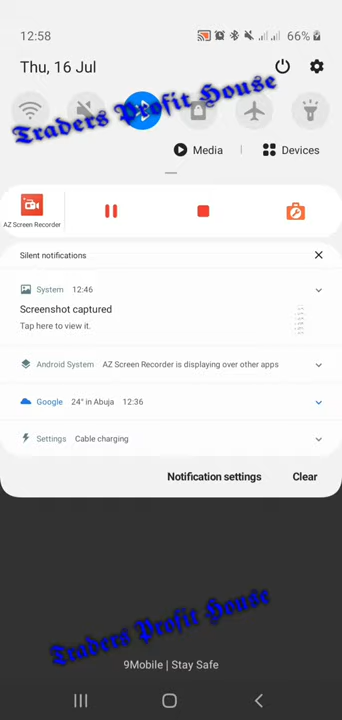 12:58
66%
Thu, 16 Jul
Traders Profit House
Media
Devices
AZ Screen Recorder
Silent notifications
System 12:46
Screenshot captured
Tap here to view it.
Android System AZ Screen Recorder is displaying over other apps
Google 24° in Abuja 12:36
Settings Cable charging
Notification settings Clear
Traders Profit House
9Mobile | Stay Safe